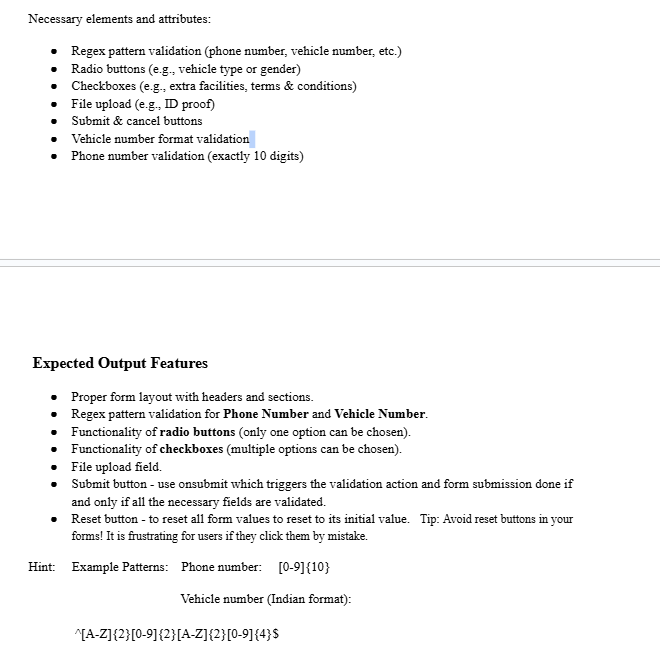 Necessary elements and attributes:
● Regex pattern validation (phone number, vehicle number, etc.)
● Radio buttons (e.g., vehicle type or gender)
● Checkboxes (e.g., extra facilities, terms & conditions)
● File upload (e.g., ID proof)
● Submit & cancel buttons
● Vehicle number format validation
● Phone number validation (exactly 10 digits)
Expected Output Features
● Proper form layout with headers and sections.
● Regex pattern validation for Phone Number and Vehicle Number.
● Functionality of radio buttons (only one option can be chosen).
● Functionality of checkboxes (multiple options can be chosen).
● File upload field.
● Submit button - use onsubmit which triggers the validation action and form submission done if
and only if all the necessary fields are validated.
● Reset button - to reset all form values to reset to its initial value. Tip: Avoid reset buttons in your
forms! It is frustrating for users if they click them by mistake.
Hint: Example Patterns: Phone number: [0-9]{10}
Vehicle number (Indian format):
^[A-Z]{2}[0-9]{2}[A-Z]{2}[0-9]{4}$